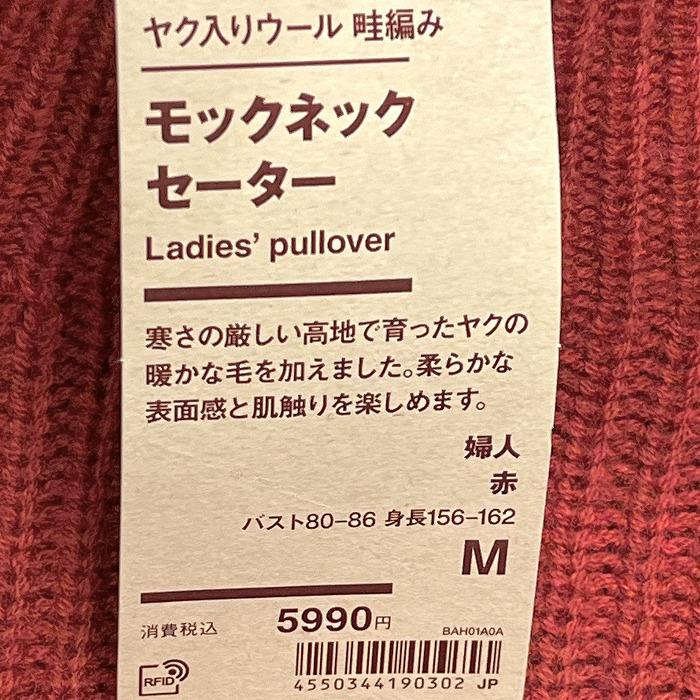 ヤク入りウール 畦編み
モックネック
セーター
Ladies' pullover
寒さの厳しい高地で育ったヤクの
暖かな毛を加えました。柔らかな
表面感と肌触りを楽しめます。
婦人
赤
バスト80–86 身長156–162
M
消費税込 5990円
BAH01A0A
RFID
4550344190302 JP